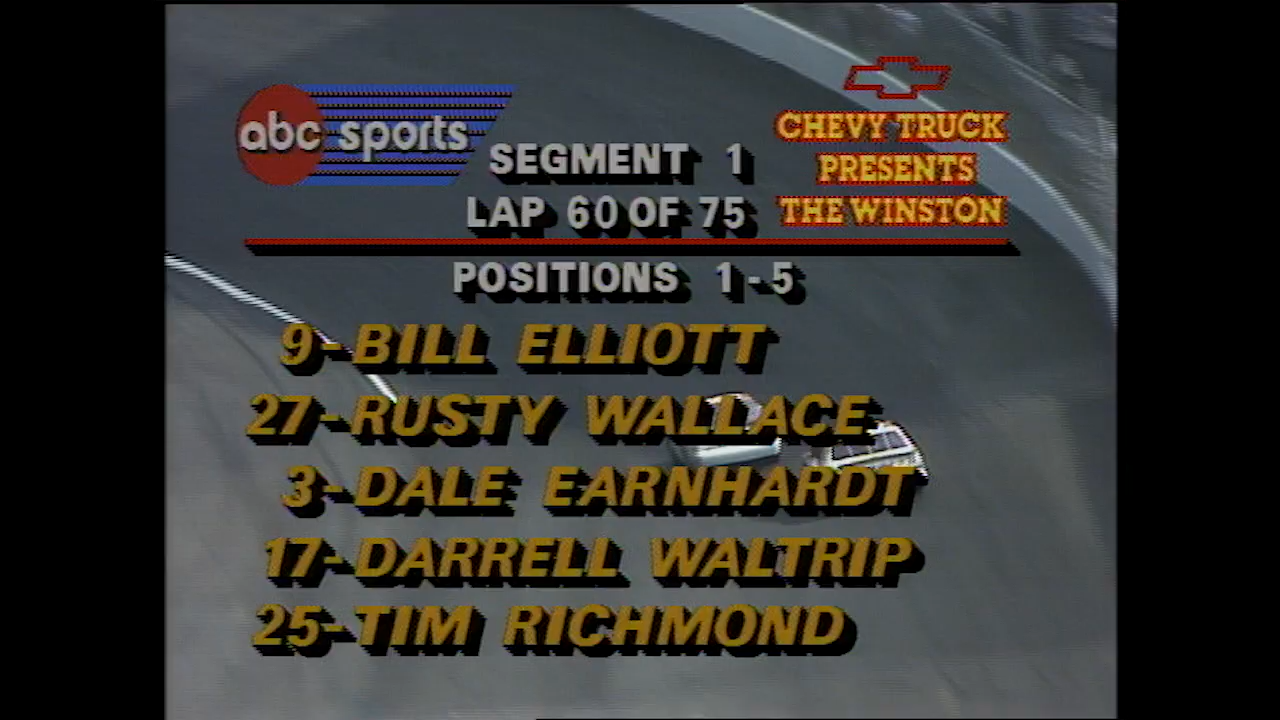 abc sports
CHEVY TRUCK
PRESENTS
THE WINSTON
SEGMENT 1
LAP 60 OF 75
POSITIONS 1-5
9-BILL ELLIOTT
27-RUSTY WALLACE
3-DALE EARNHARDT
17-DARRELL WALTRIP
25-TIM RICHMOND